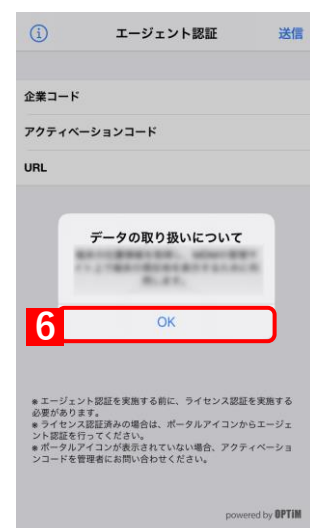 エージェント認証
送信
企業コード
アクティベーションコード
URL
データの取り扱いについて
6
OK
※エージェント認証を実施する前に、ライセンス認証を実施する
必要があります。
※ライセンス認証済みの場合は、ポータルアイコンからエージェ
ント認証を行ってください。
※ポータルアイコンが表示されていない場合、アクティベーショ
ンコードを管理者にお問い合わせください。
powered by OPTiM